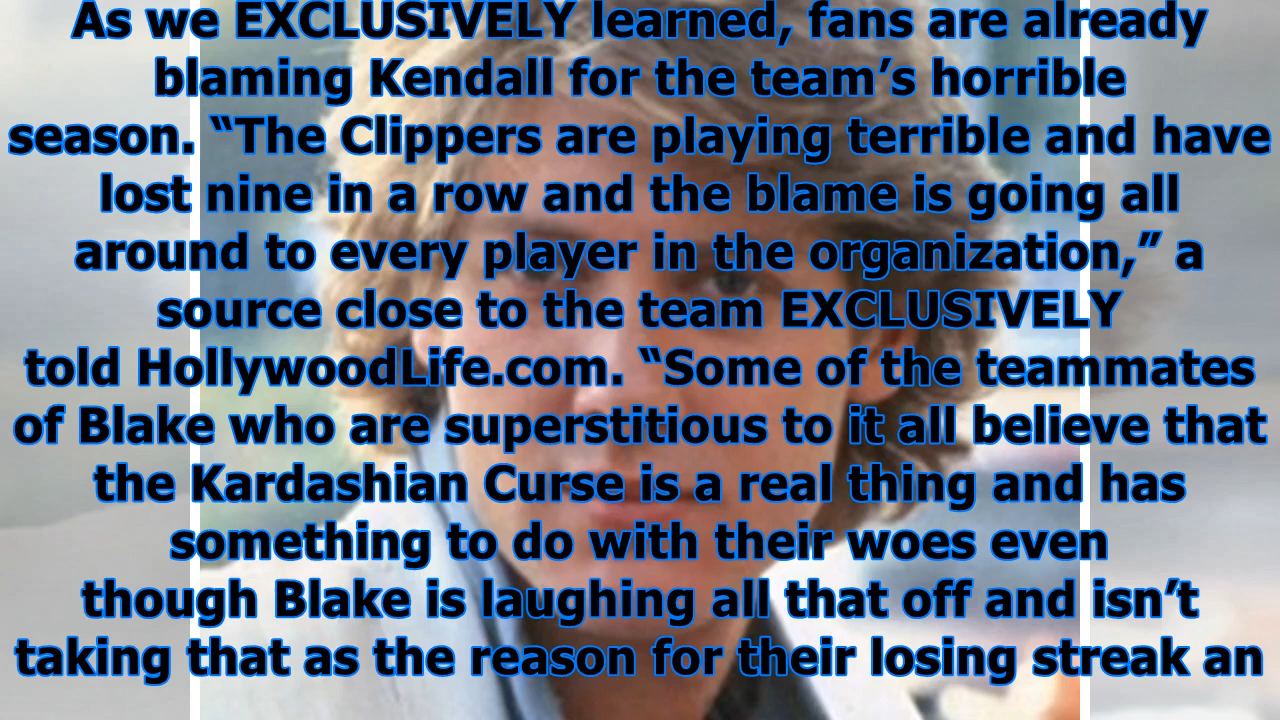 As we EXCLUSIVELY learned, fans are already
blaming Kendall for the team’s horrible
season. “The Clippers are playing terrible and have
lost nine in a row and the blame is going all
around to every player in the organization,” a
source close to the team EXCLUSIVELY
told HollywoodLife.com. “Some of the teammates
of Blake who are superstitious to it all believe that
the Kardashian Curse is a real thing and has
something to do with their woes even
though Blake is laughing all that off and isn’t
taking that as the reason for their losing streak an